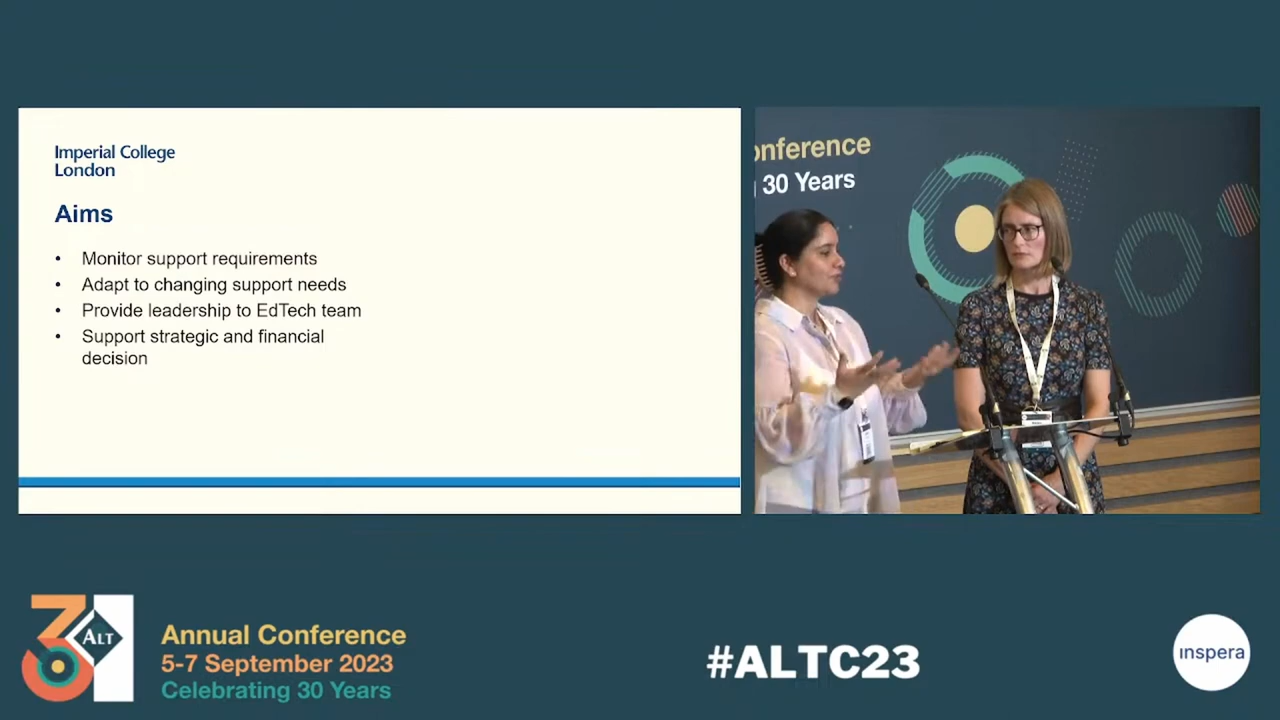 Imperial College
London
Aims
• Monitor support requirements
• Adapt to changing support needs
• Provide leadership to EdTech team
• Support strategic and financial
decision
onference
30 Years
ALT
Annual Conference
5-7 September 2023
Celebrating 30 Years
#ALTC23
inspera